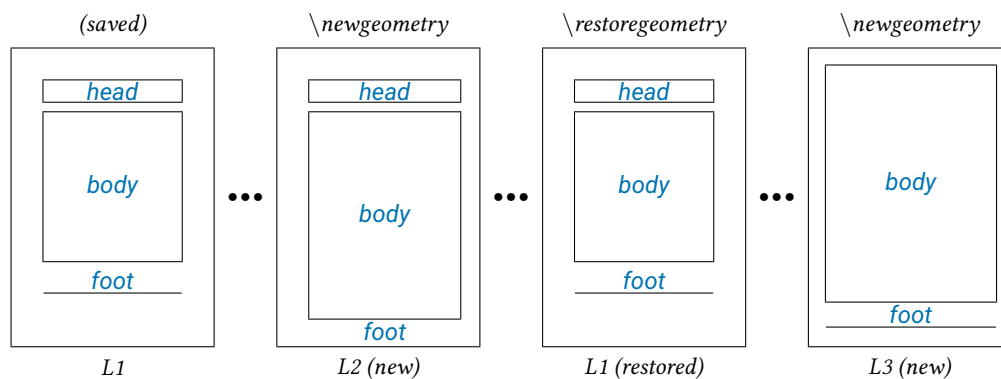 (saved) \newgeometry \restoregeometry \newgeometry
head head head
body body body body
••• ••• •••
foot foot foot foot
L1 L2 (new) L1 (restored) L3 (new)